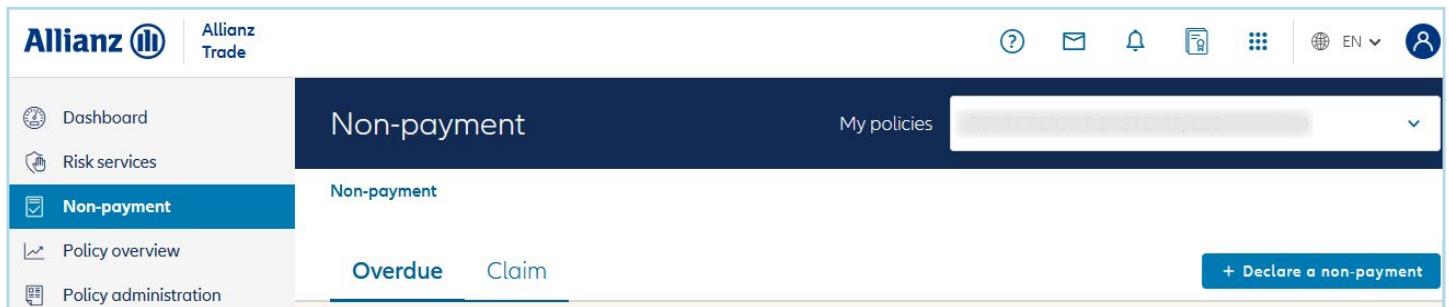 Allianz
Allianz
Trade
EN
Dashboard
Risk services
Non-payment
Policy overview
Policy administration
Non-payment
My policies
Non-payment
Overdue
Claim
+ Declare a non-payment